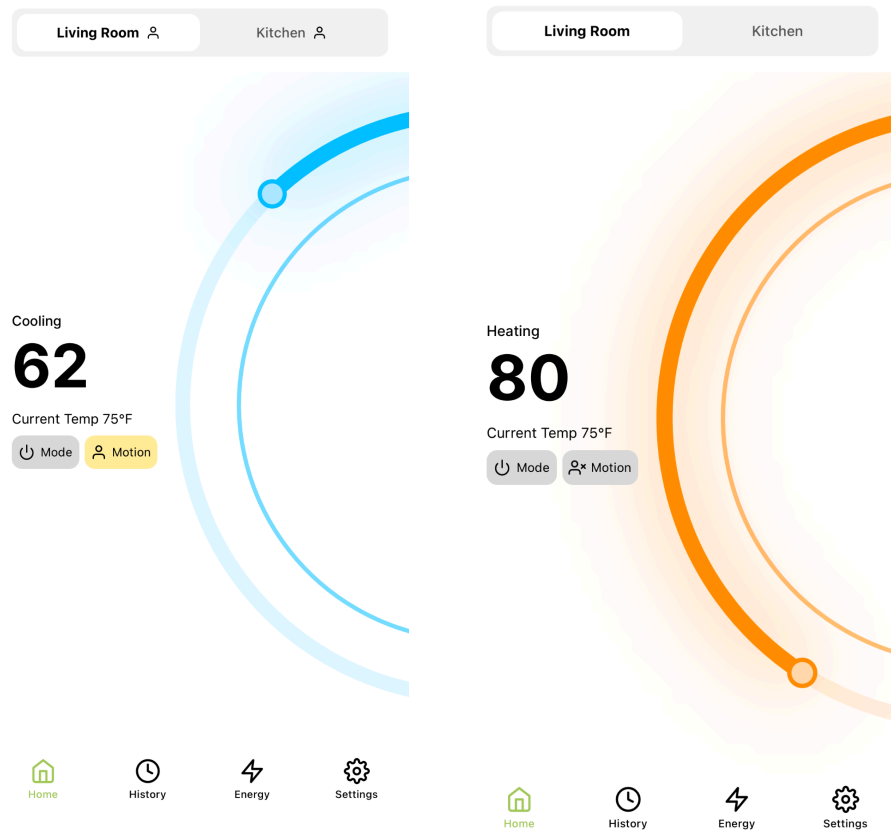 Living Room
Kitchen
Cooling
62
Current Temp 75°F
Mode
Motion
Home
History
Energy
Settings
Living Room
Kitchen
Heating
80
Current Temp 75°F
Mode
Motion
Home
History
Energy
Settings